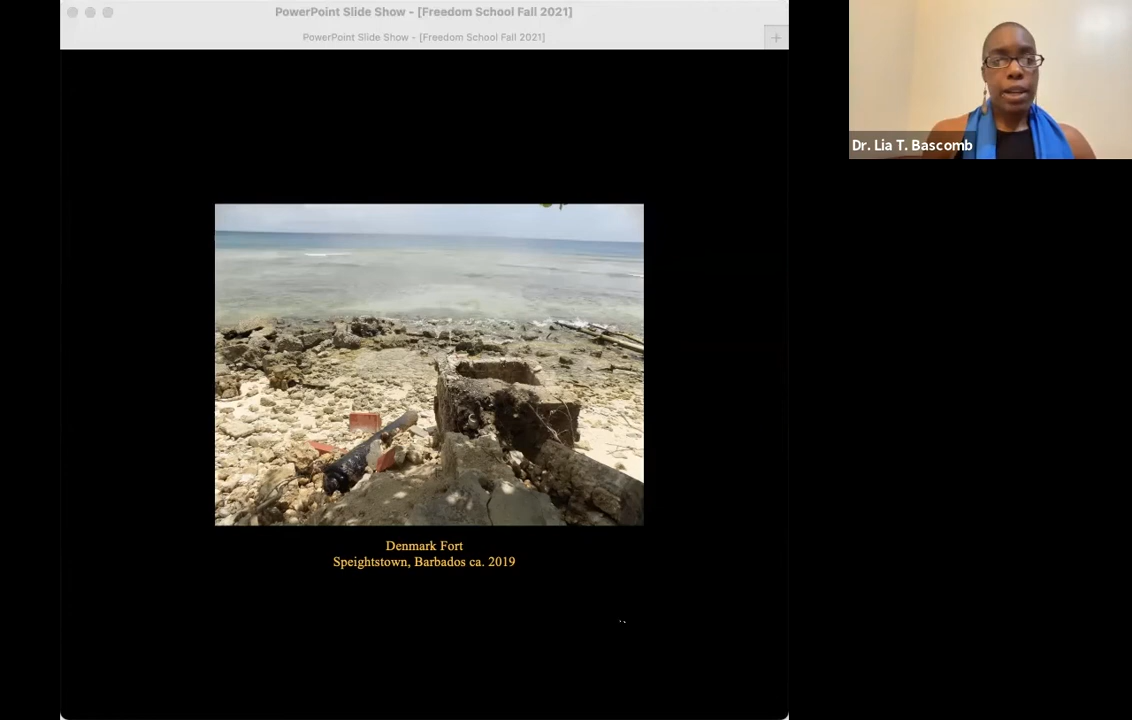 PowerPoint Slide Show - [Freedom School Fall 2021]
PowerPoint Slide Show - [Freedom School Fall 2021]
Dr. Lia T. Bascomb
Denmark Fort
Speightstown, Barbados ca. 2019